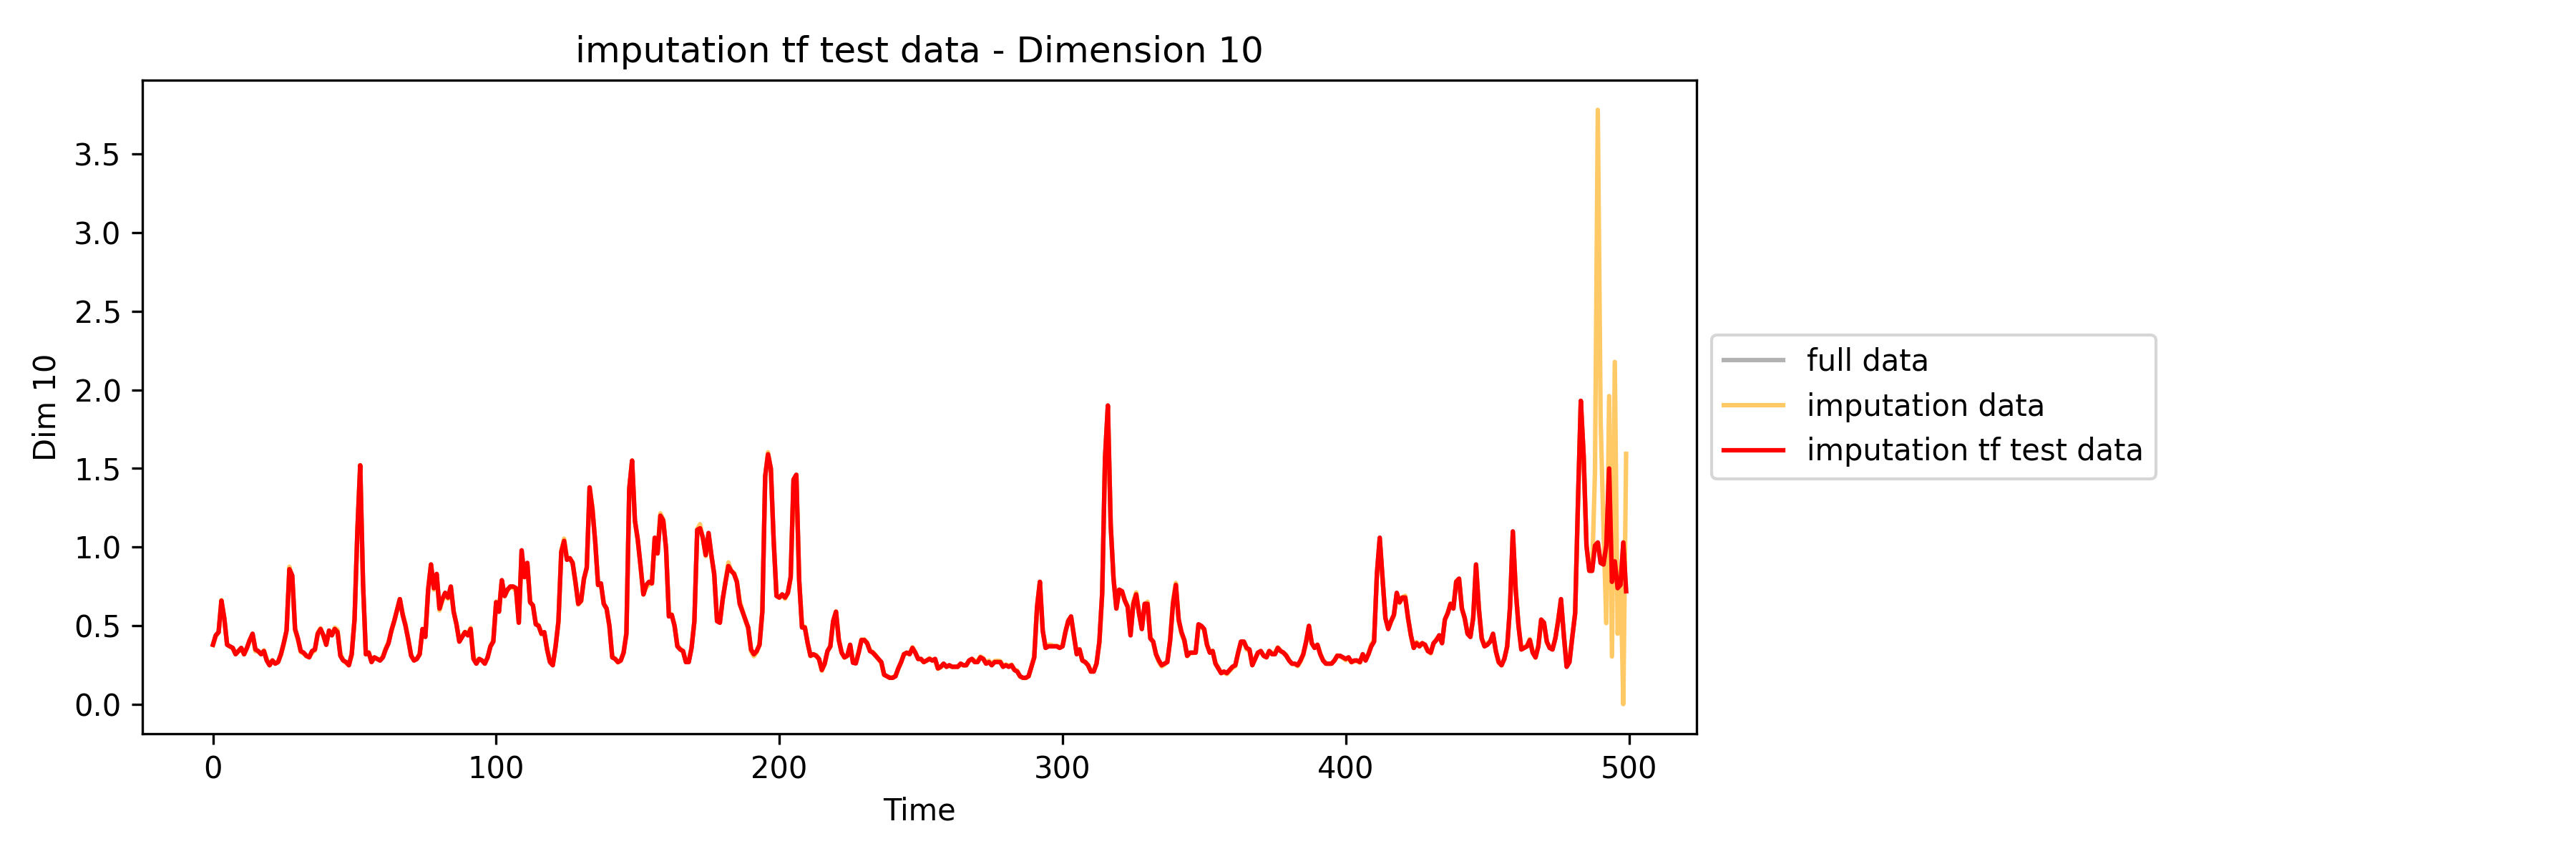 imputation tf test data - Dimension 10
3.5
3.0
2.5
2.0
1.5
1.0
0.5
0.0
Dim 10
0 100 200 300 400 500
Time
full data
imputation data
imputation tf test data